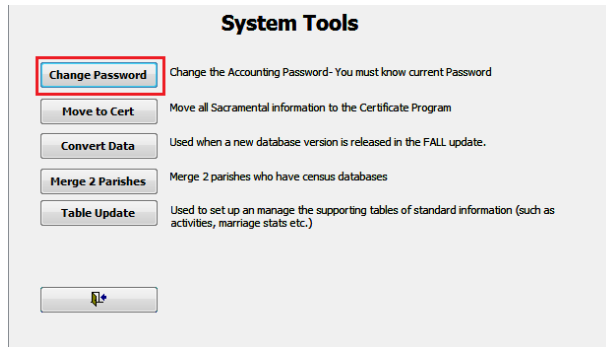 System Tools
Change Password
Change the Accounting Password- You must know current Password
Move to Cert
Move all Sacramental information to the Certificate Program
Convert Data
Used when a new database version is released in the FALL update.
Merge 2 Parishes
Merge 2 parishes who have census databases
Table Update
Used to set up an manage the supporting tables of standard information (such as
activities, marriage stats etc.)